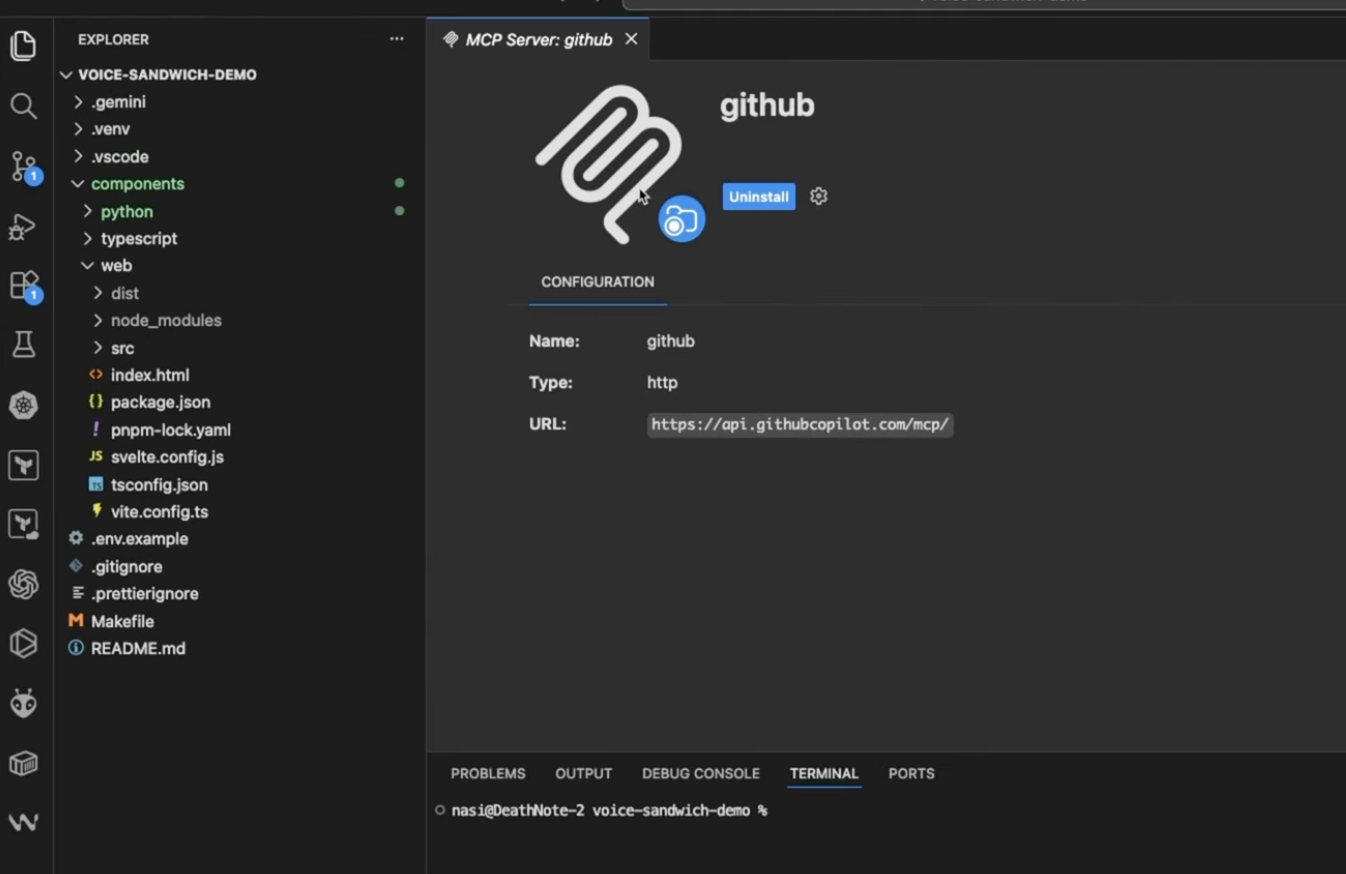 EXPLORER
MCP Server: github
VOICE-SANDWICH-DEMO
.gemini
.venv
.vscode
components
python
typescript
web
dist
node_modules
src
index.html
package.json
pnpm-lock.yaml
svelte.config.js
tsconfig.json
vite.config.ts
.env.example
.gitignore
.prettierignore
Makefile
README.md
1
1
github
Uninstall
CONFIGURATION
Name: github
Type: http
URL: https://api.githubcopilot.com/mcp/
PROBLEMS OUTPUT DEBUG CONSOLE TERMINAL PORTS
nasi@DeathNote-2 voice-sandwich-demo %